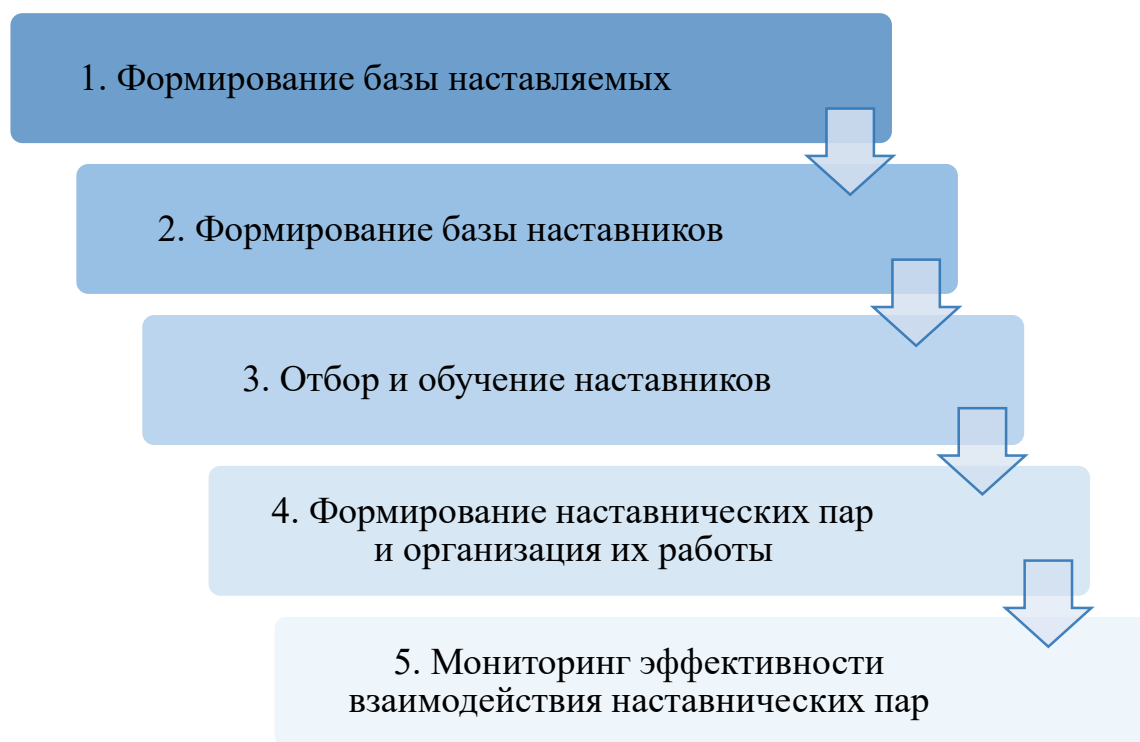 1. Формирование базы наставляемых
2. Формирование базы наставников
3. Отбор и обучение наставников
4. Формирование наставнических пар
и организация их работы
5. Мониторинг эффективности
взаимодействия наставнических пар